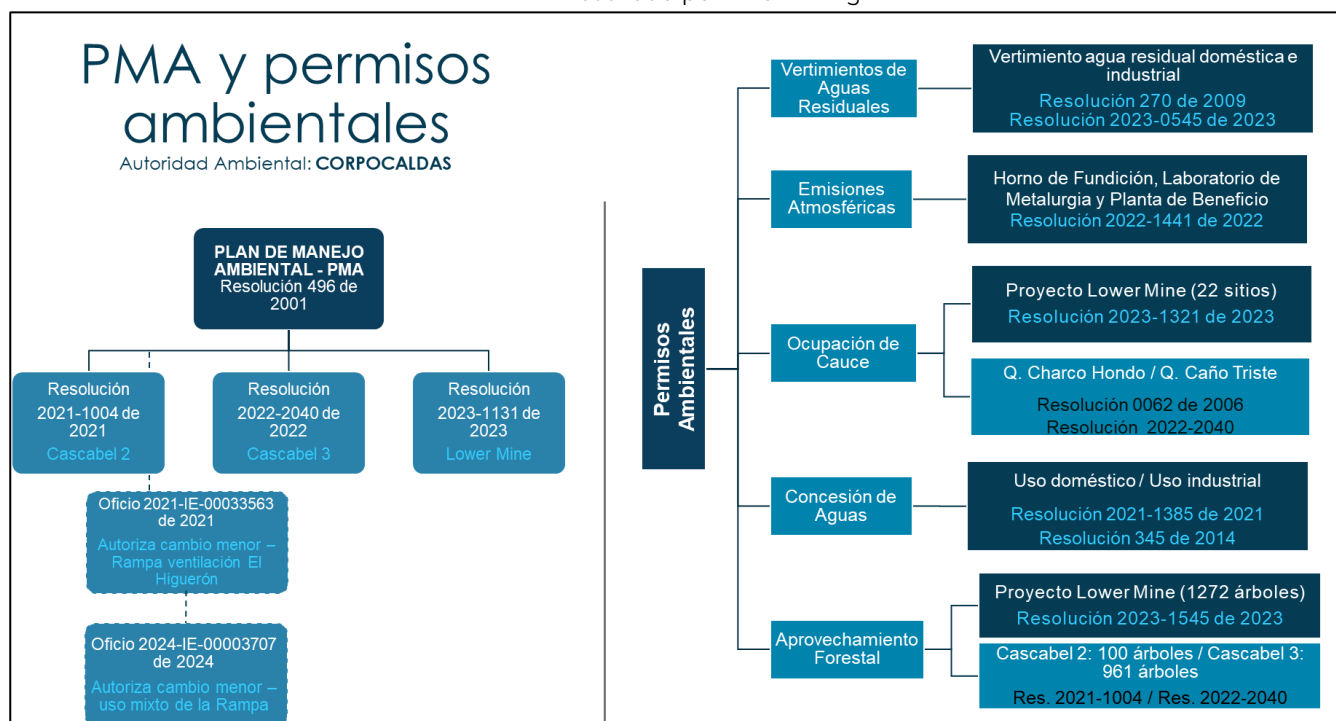 PMA y permisos
ambientales
Autoridad Ambiental: CORPOCALDAS
PLAN DE MANEJO
AMBIENTAL - PMA
Resolución 496 de
2001
Resolución
2021-1004 de
2021
Cascabel 2
Resolución
2022-2040 de
2022
Cascabel 3
Resolución
2023-1131 de
2023
Lower Mine
Oficio 2021-IE-00033563
de 2021
Autoriza cambio menor –
Rampa ventilación El
Higuerón
Oficio 2024-IE-00003707
de 2024
Autoriza cambio menor –
uso mixto de la Rampa
Permisos
Ambientales
Vertimientos de
Aguas
Residuales
Vertimiento agua residual doméstica e
industrial
Resolución 270 de 2009
Resolución 2023-0545 de 2023
Emisiones
Atmosféricas
Horno de Fundición, Laboratorio de
Metalurgia y Planta de Beneficio
Resolución 2022-1441 de 2022
Ocupación de
Cauce
Proyecto Lower Mine (22 sitios)
Resolución 2023-1321 de 2023
Q. Charco Hondo / Q. Caño Triste
Resolución 0062 de 2006
Resolución 2022-2040
Concesión de
Aguas
Uso doméstico / Uso industrial
Resolución 2021-1385 de 2021
Resolución 345 de 2014
Aprovechamiento
Forestal
Proyecto Lower Mine (1272 árboles)
Resolución 2023-1545 de 2023
Cascabel 2: 100 árboles / Cascabel 3:
961 árboles
Res. 2021-1004 / Res. 2022-2040